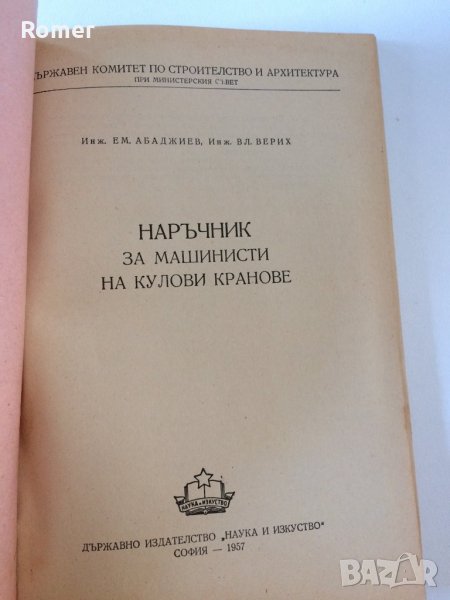 Romer
ДЪРЖАВЕН КОМИТЕТ ПО СТРОИТЕЛСТВО И АРХИТЕКТУРА
ПРИ МИНИСТЕРСКИЯ СЪВЕТ
Инж. ЕМ. АБАДЖИЕВ, Инж. ВЛ. ВЕРИХ
НАРЪЧНИК
ЗА МАШИНИСТИ
НА КУЛОВИ КРАНОВЕ
НАУКА И ИЗКУСТВО
ДЪРЖАВНО ИЗДАТЕЛСТВО „НАУКА И ИЗКУСТВО“
СОФИЯ — 1957
BAZAR